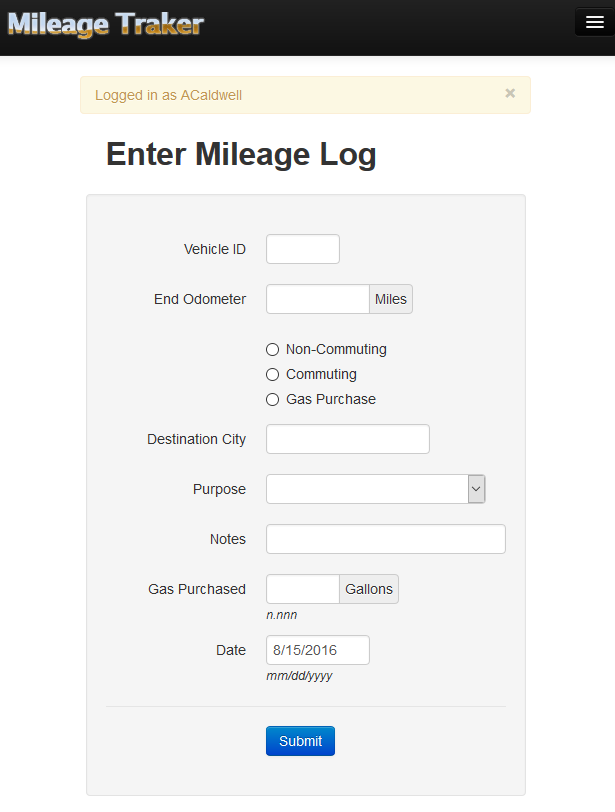 Mileage Traker
Logged in as ACaldwell ×
Enter Mileage Log
Vehicle ID
End Odometer Miles
Non-Commuting
Commuting
Gas Purchase
Destination City
Purpose
Notes
Gas Purchased Gallons
n.nnn
Date 8/15/2016
mm/dd/yyyy
Submit